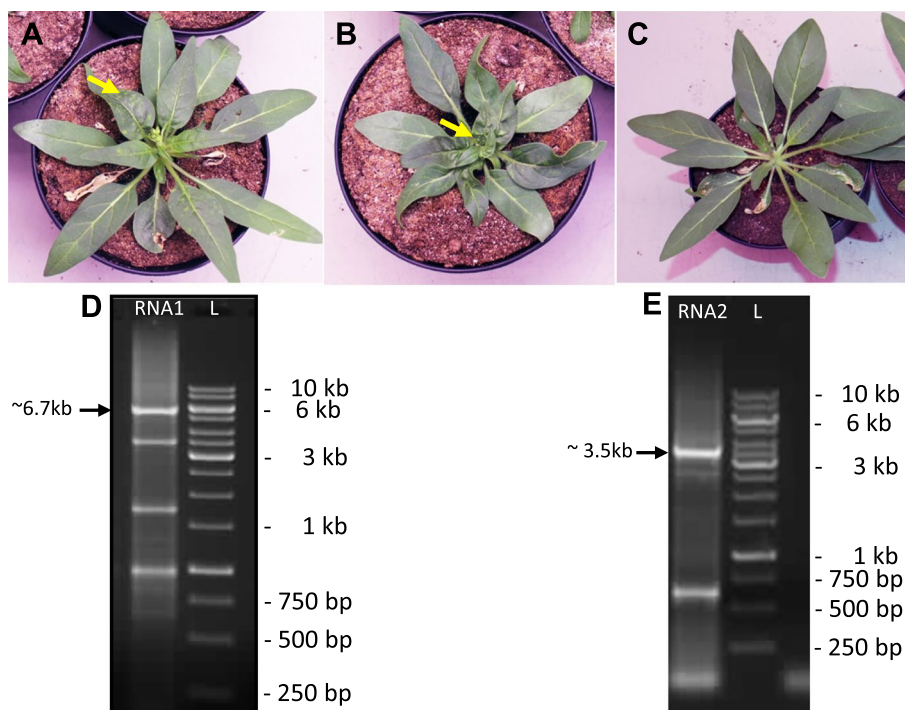 A
B
C
D
RNA1 L
~6.7kb
- 10 kb
- 6 kb
- 3 kb
- 1 kb
- 750 bp
- 500 bp
- 250 bp
E
RNA2 L
~ 3.5kb
- 10 kb
- 6 kb
- 3 kb
- 1 kb
- 750 bp
- 500 bp
- 250 bp